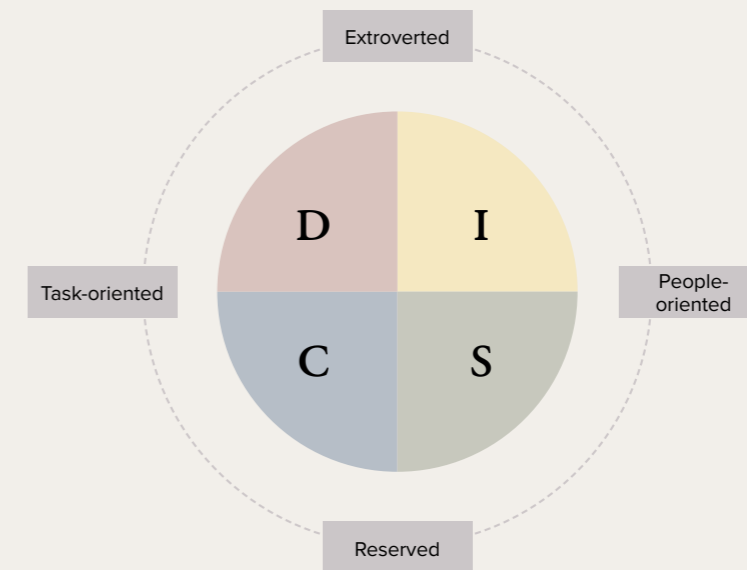 Extroverted
D
I
Task-oriented
People-
oriented
C
S
Reserved